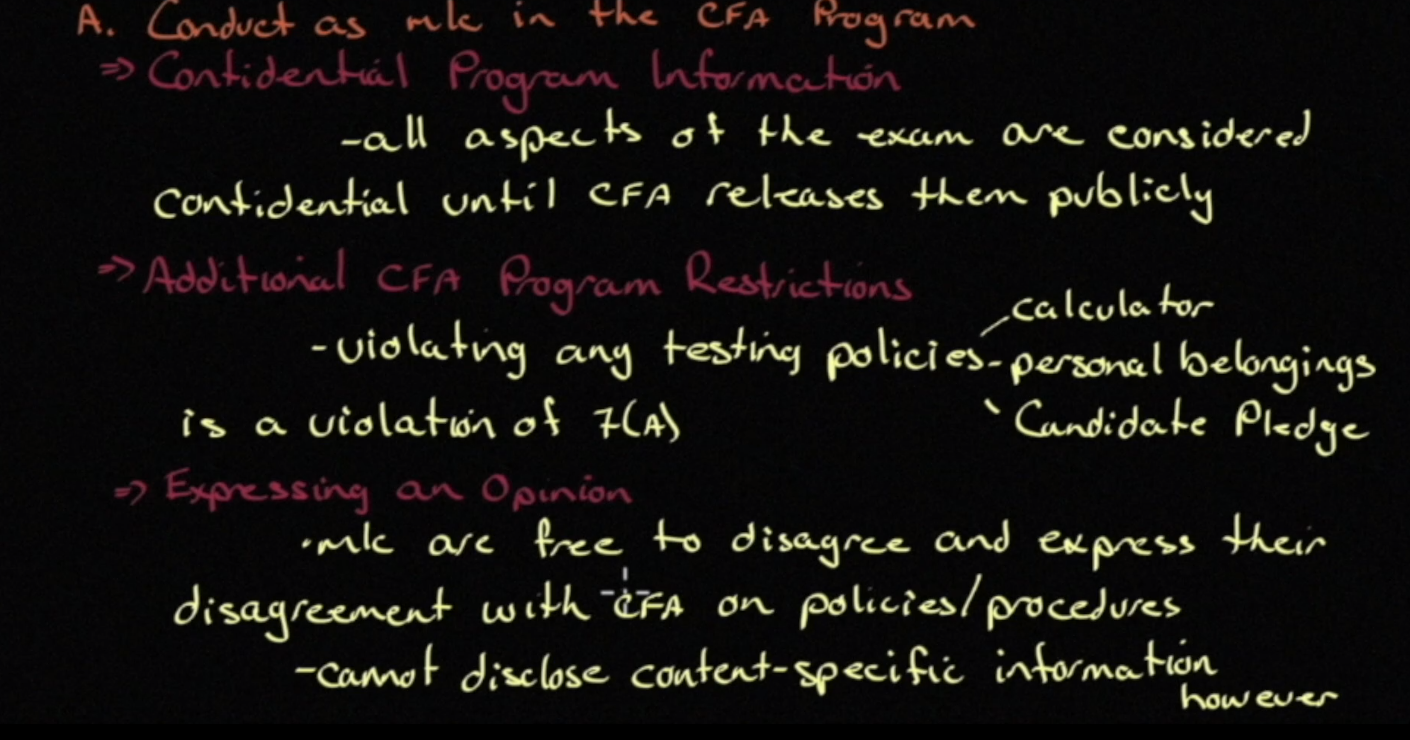 A. Conduct as m/c in the CFA Program
⇒ Confidential Program Information
-all aspects of the exam are considered
confidential until CFA releases them publicly
⇒ Additional CFA Program Restrictions
calculator
-violating any testing policies - personal belongings
is a violation of 7(A) Candidate Pledge
⇒ Expressing an Opinion
·m/c are free to disagree and express their
disagreement with CFA on policies/procedures
-cannot disclose content-specific information
however